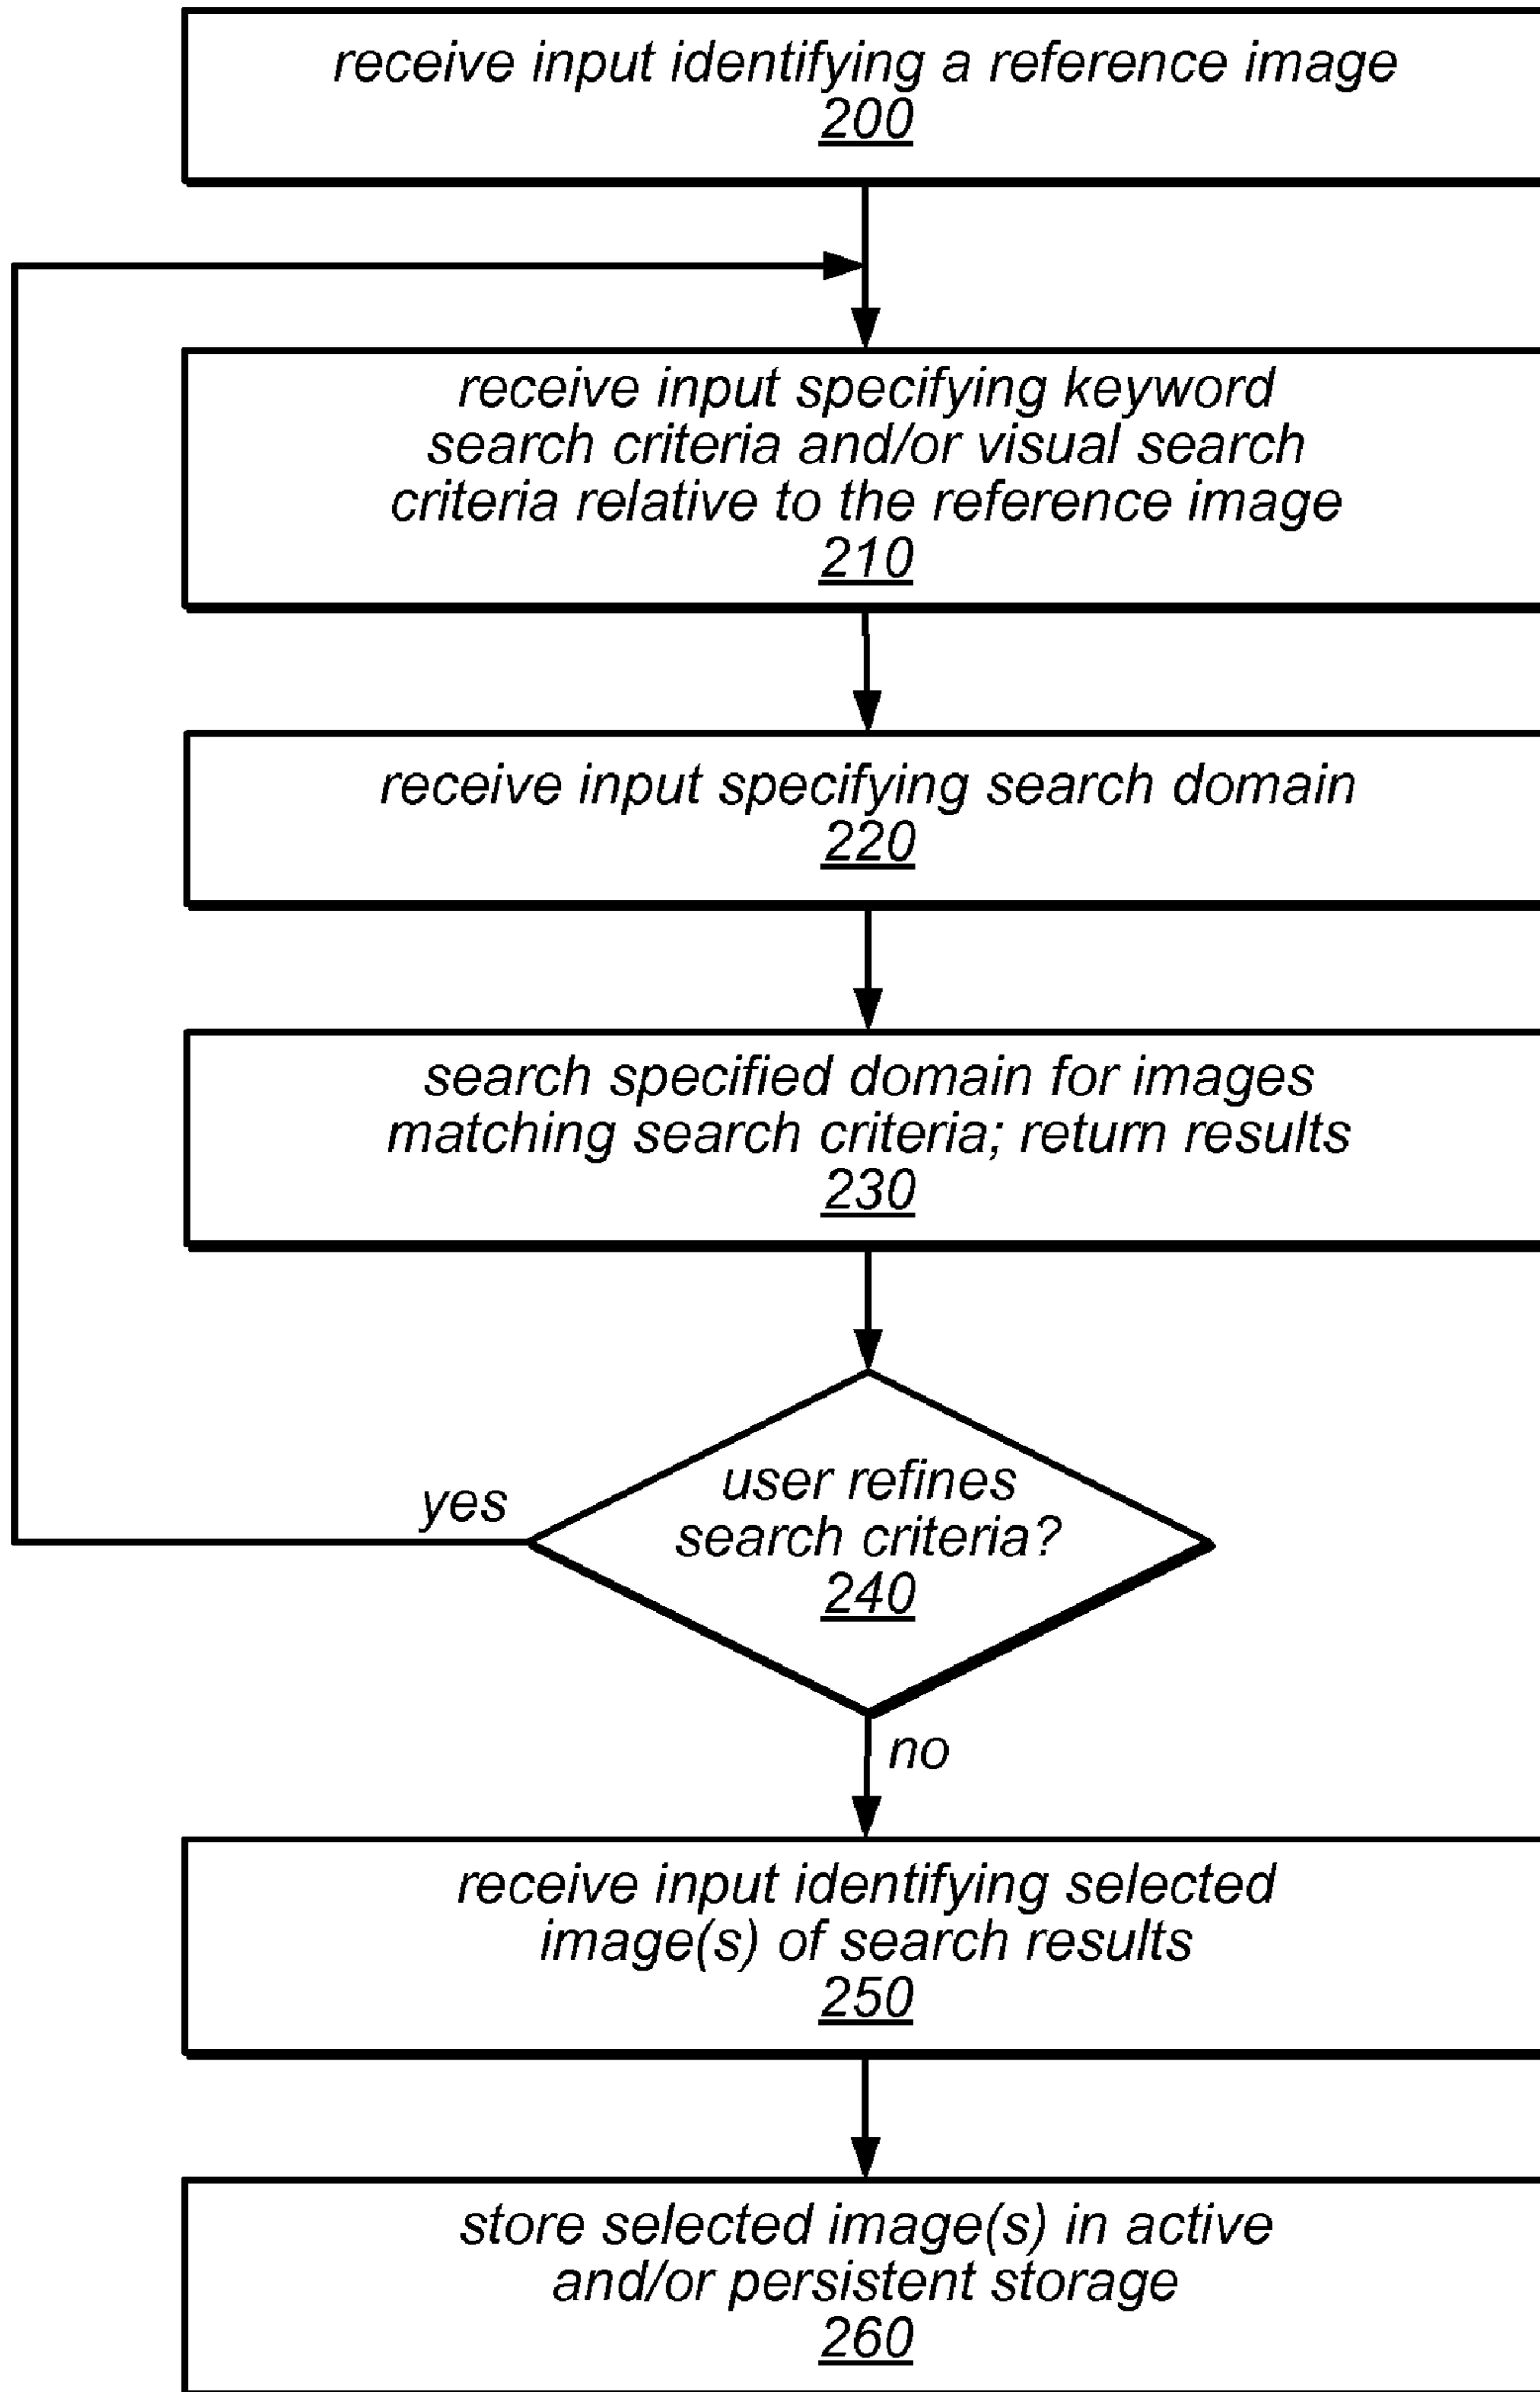 receive input identifying a reference image
200
receive input specifying keyword
search criteria and/or visual search
criteria relative to the reference image
210
receive input specifying search domain
220
search specified domain for images
matching search criteria; return results
230
user refines
search criteria?
240
yes
no
receive input identifying selected
image(s) of search results
250
store selected image(s) in active
and/or persistent storage
260